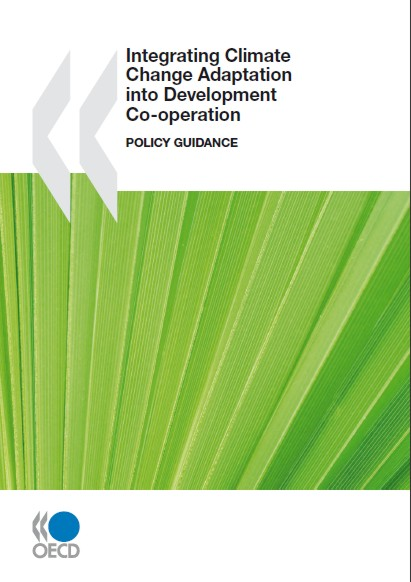 Integrating Climate
Change Adaptation
into Development
Co-operation
POLICY GUIDANCE
OECD